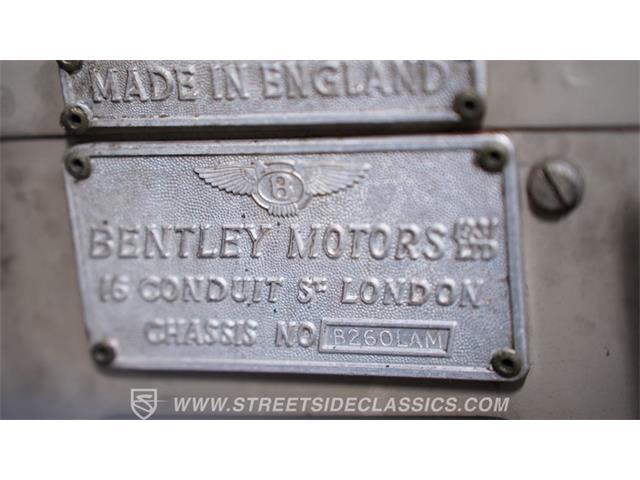 MADE IN ENGLAND
B
BENTLEY MOTORS 1931 LTD
16 CONDUIT ST LONDON
CHASSIS NO B260LAM
S WWW.STREETSIDECLASSICS.COM